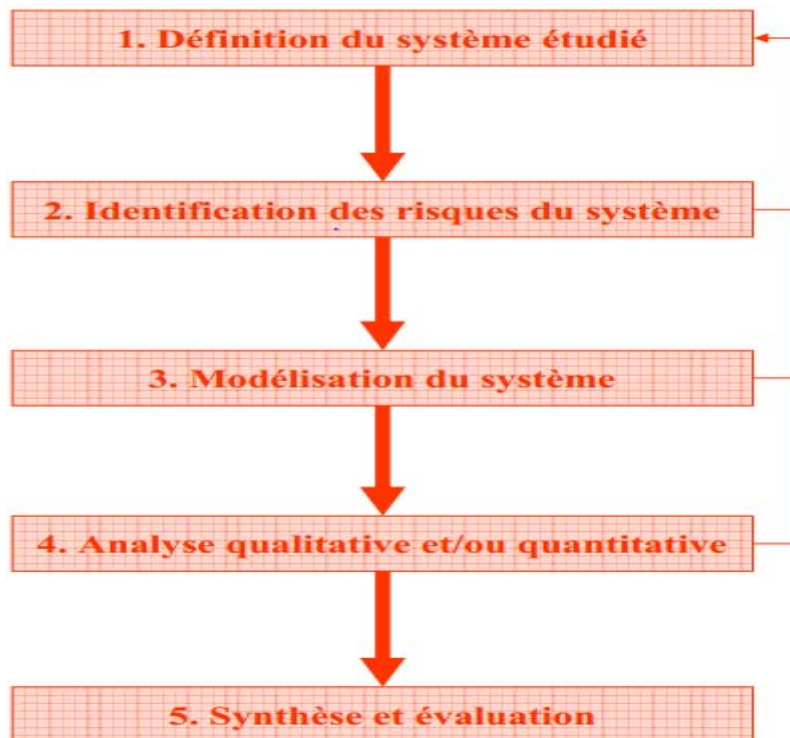 1. Définition du système étudié
2. Identification des risques du système
3. Modélisation du système
4. Analyse qualitative et/ou quantitative
5. Synthèse et évaluation